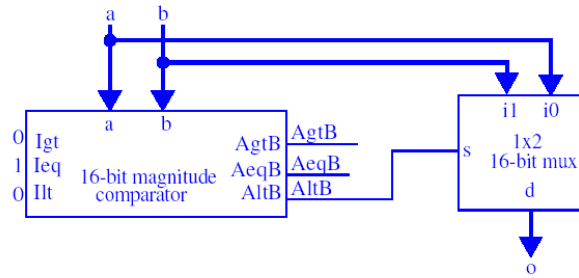 a b
a b
0 Igt
1 Ieq
0 Ilt
16-bit magnitude
comparator
AgtB AgtB
AeqB AeqB
AltB AltB
i1 i0
s
1x2
16-bit mux
d
o